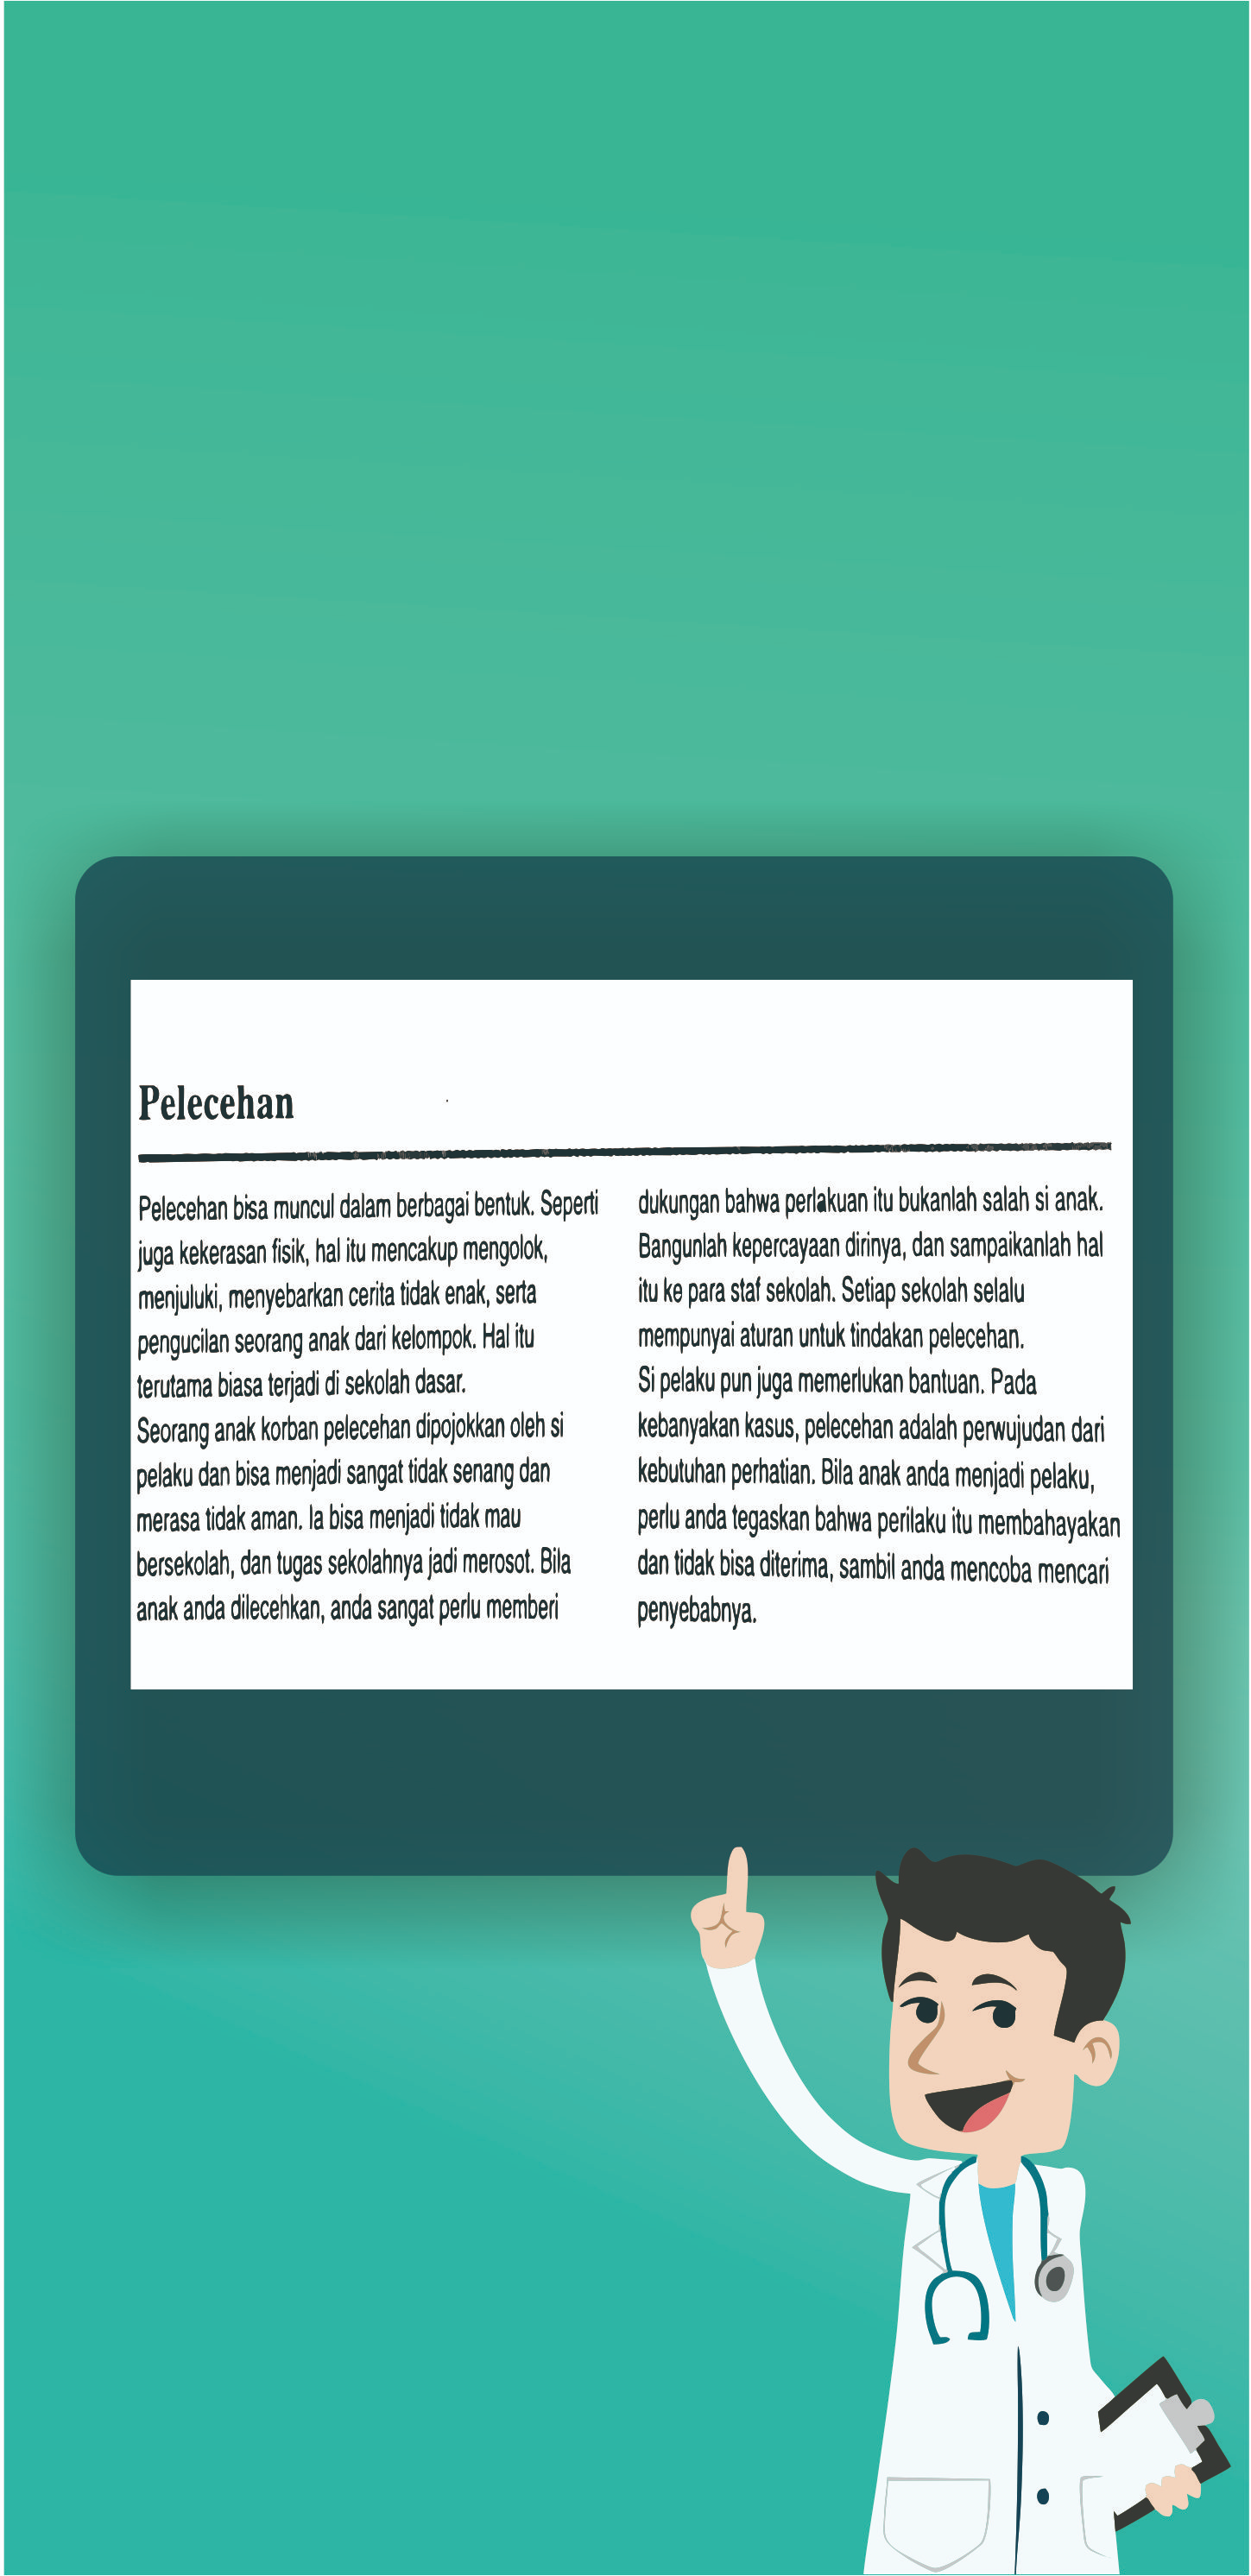 Pelecehan
Pelecehan bisa muncul dalam berbagai bentuk. Seperti
juga kekerasan fisik, hal itu mencakup mengolok,
menjuluki, menyebarkan cerita tidak enak, serta
pengucilan seorang anak dari kelompok. Hal itu
terutama biasa terjadi di sekolah dasar.
Seorang anak korban pelecehan dipojokkan oleh si
pelaku dan bisa menjadi sangat tidak senang dan
merasa tidak aman. Ia bisa menjadi tidak mau
bersekolah, dan tugas sekolahnya jadi merosot. Bila
anak anda dilecehkan, anda sangat perlu memberi
dukungan bahwa perlakuan itu bukanlah salah si anak.
Bangunlah kepercayaan dirinya, dan sampaikanlah hal
itu ke para staf sekolah. Setiap sekolah selalu
mempunyai aturan untuk tindakan pelecehan.
Si pelaku pun juga memerlukan bantuan. Pada
kebanyakan kasus, pelecehan adalah perwujudan dari
kebutuhan perhatian. Bila anak anda menjadi pelaku,
perlu anda tegaskan bahwa perilaku itu membahayakan
dan tidak bisa diterima, sambil anda mencoba mencari
penyebabnya.